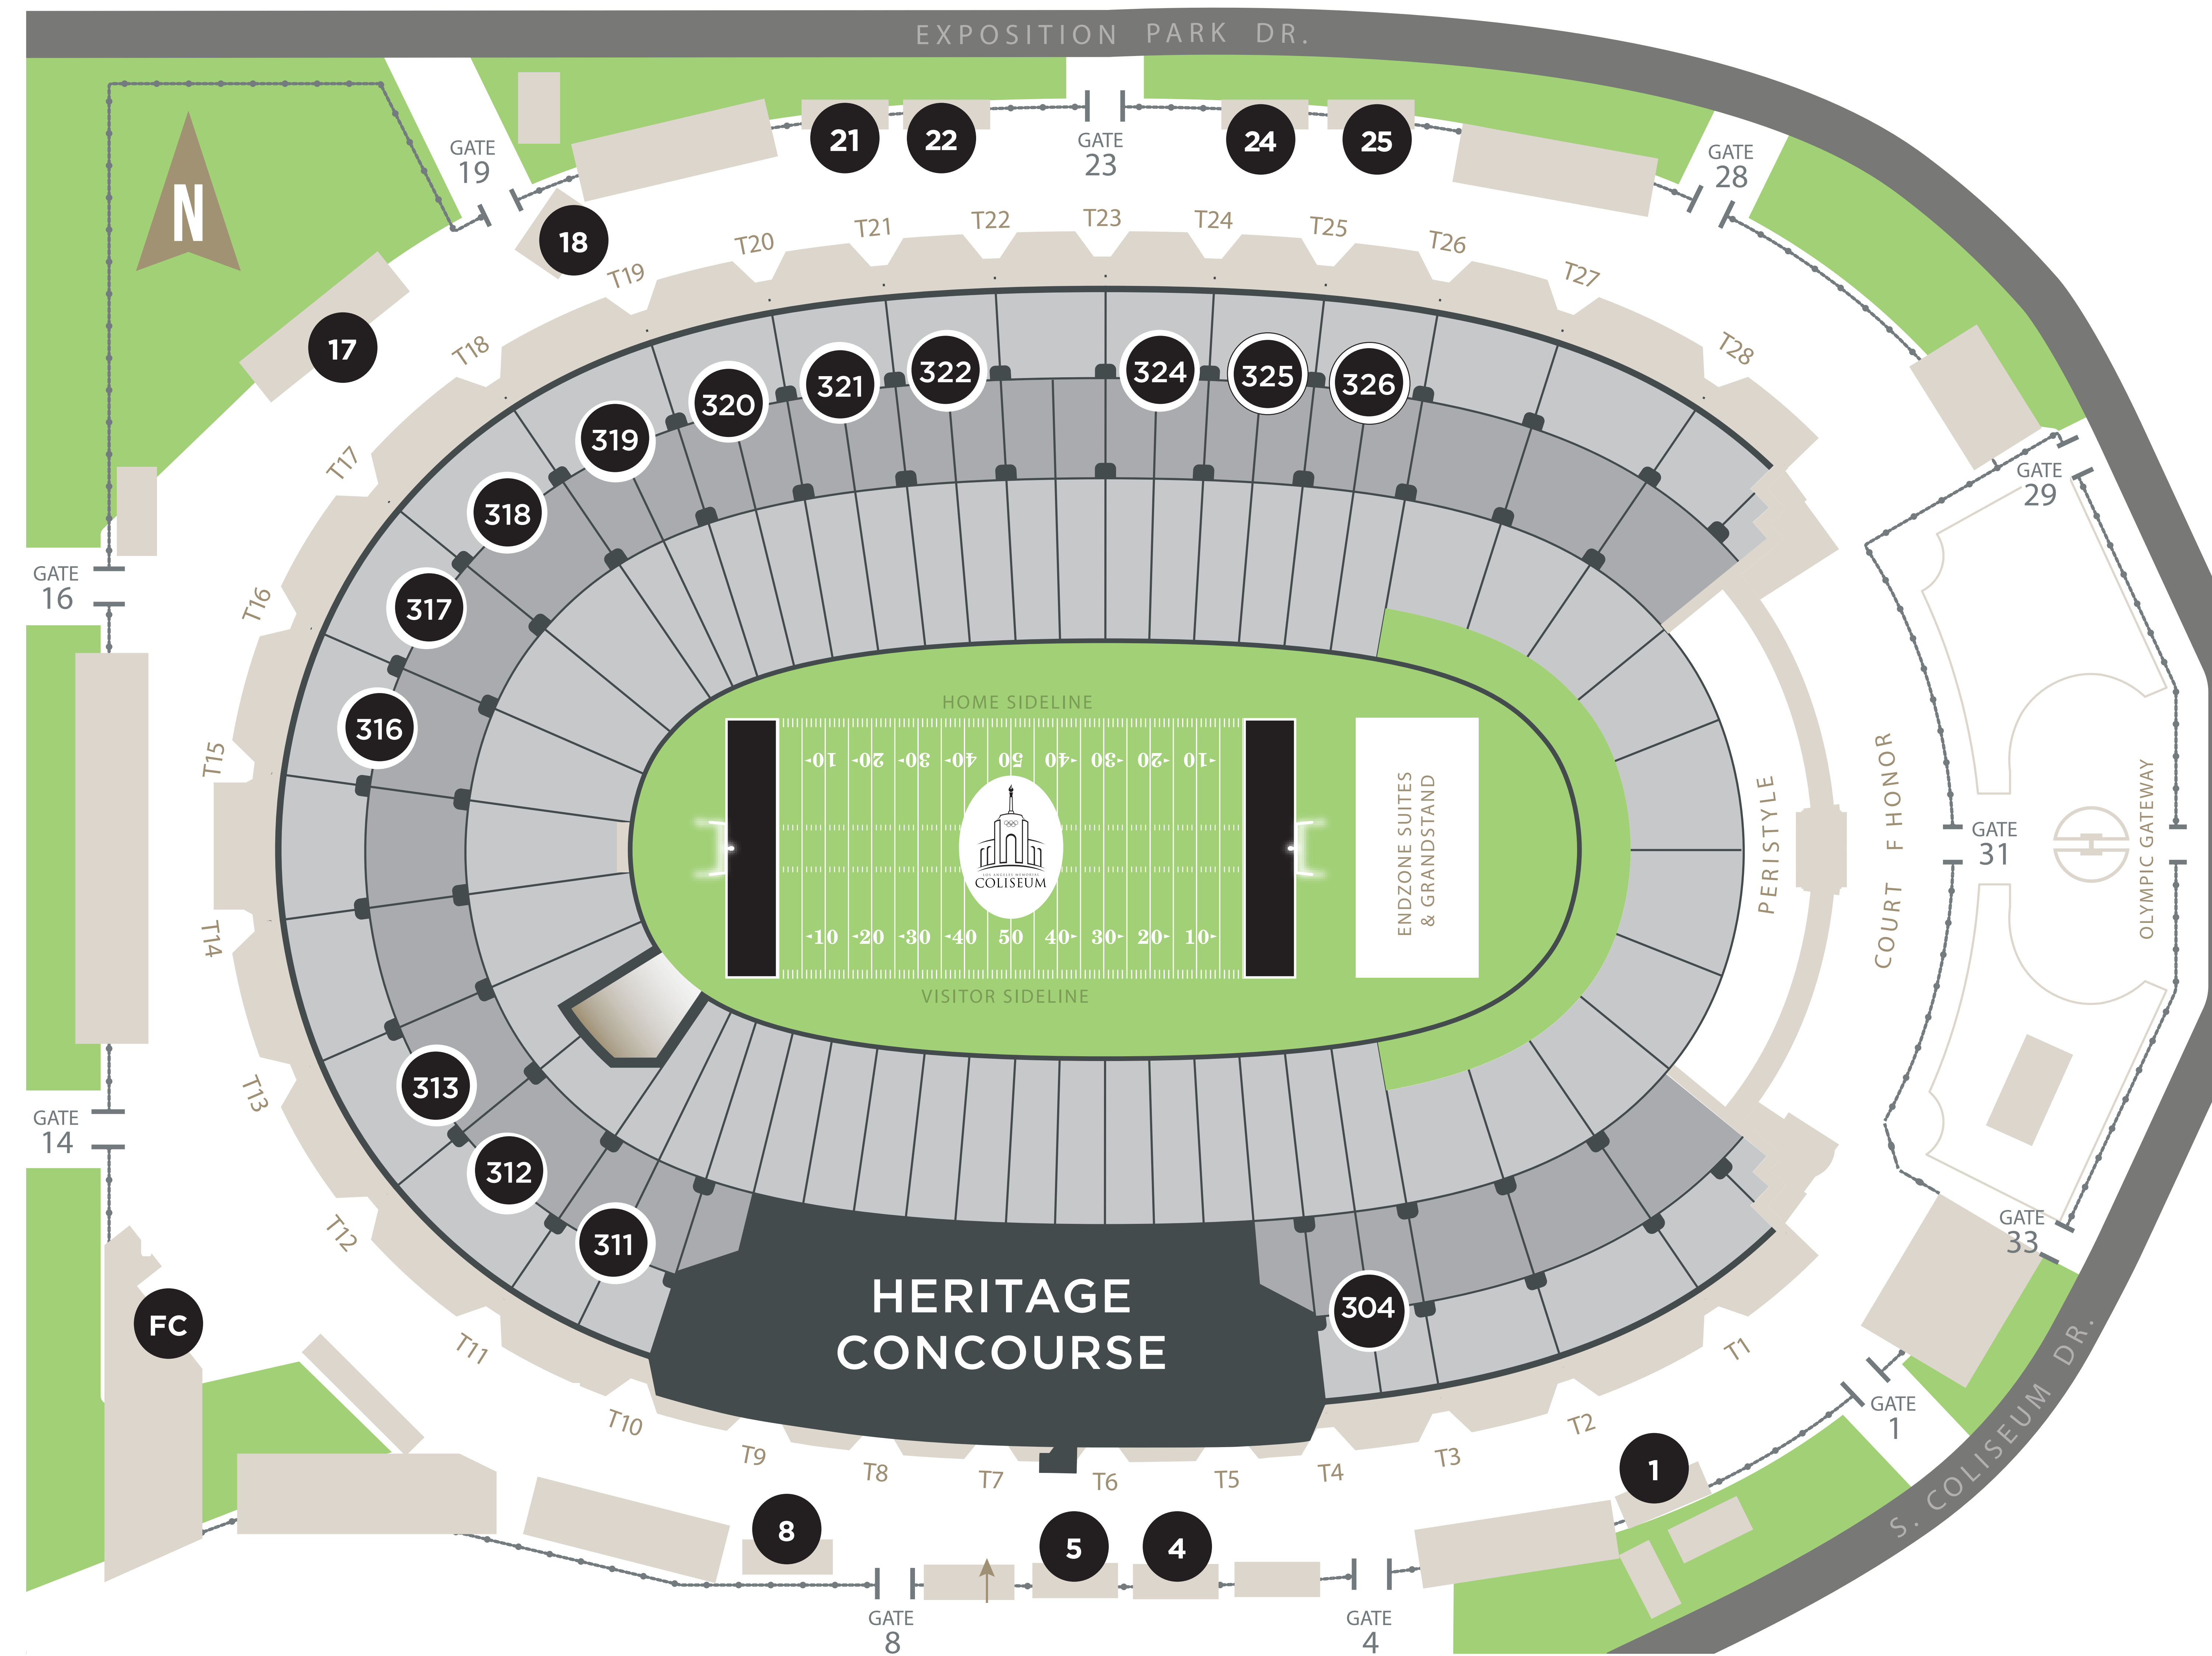 EXPOSITION PARK DR.
N
GATE
19
GATE
23
GATE
28
21
22
24
25
18
17
T18
T19
T20
T21
T22
T23
T24
T25
T26
T27
T28
T17
T16
T15
T14
T13
T12
T11
T10
T9
T8
T7
T6
T5
T4
T3
T2
T1
316
317
318
319
320
321
322
324
325
326
GATE
29
GATE
16
HOME SIDELINE
10 20 30 40 50 40 30 20 10
LOS ANGELES MEMORIAL
COLISEUM
10 20 30 40 50 40 30 20 10
VISITOR SIDELINE
ENDZONE SUITES
& GRANDSTAND
PERISTYLE
COURT F HONOR
GATE
31
OLYMPIC GATEWAY
GATE
14
313
312
311
304
HERITAGE
CONCOURSE
FC
GATE
33
GATE
1
S. COLISEUM DR.
1
8
5
4
GATE
8
GATE
4